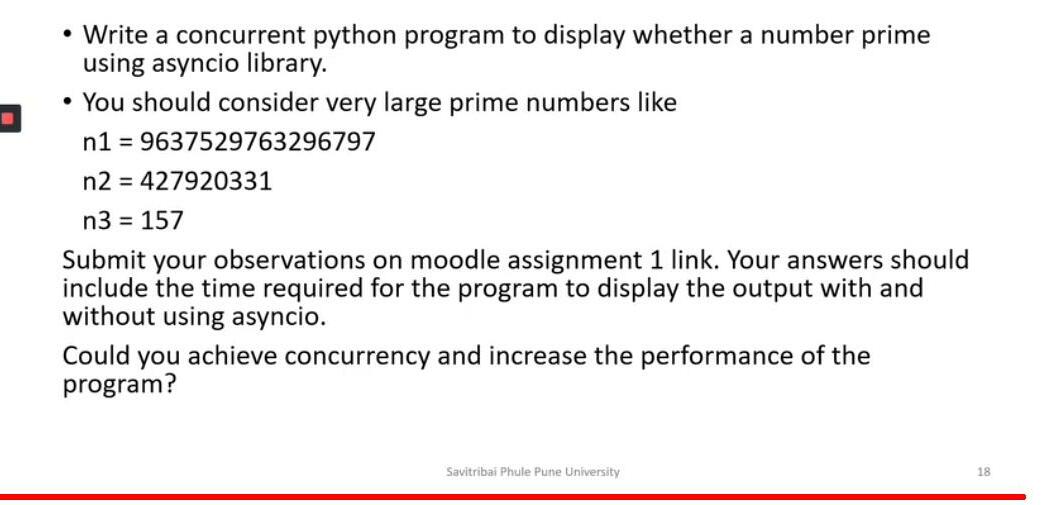 • Write a concurrent python program to display whether a number prime
using asyncio library.
• You should consider very large prime numbers like
n1 = 9637529763296797
n2 = 427920331
n3 = 157
Submit your observations on moodle assignment 1 link. Your answers should
include the time required for the program to display the output with and
without using asyncio.
Could you achieve concurrency and increase the performance of the
program?
Savitribai Phule Pune University
18